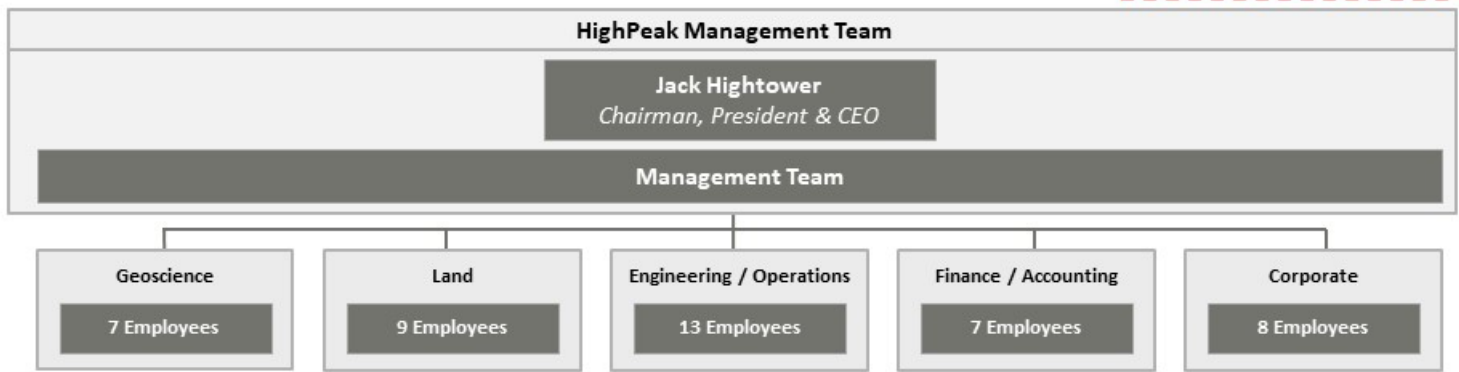 HighPeak Management Team
Jack Hightower
Chairman, President & CEO
Management Team
Geoscience
7 Employees
Land
9 Employees
Engineering / Operations
13 Employees
Finance / Accounting
7 Employees
Corporate
8 Employees